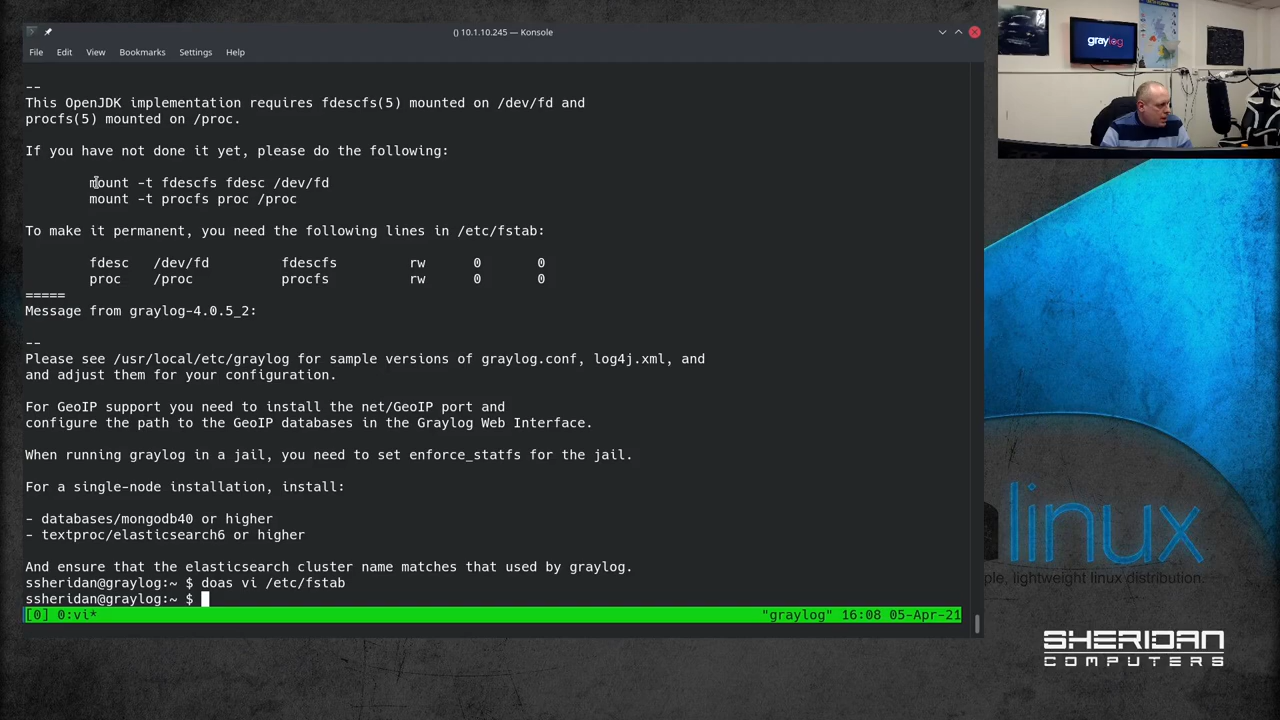 () 10.1.10.245 — Konsole
File Edit View Bookmarks Settings Help
--
This OpenJDK implementation requires fdescfs(5) mounted on /dev/fd and
procfs(5) mounted on /proc.
If you have not done it yet, please do the following:
mount -t fdescfs fdesc /dev/fd
mount -t procfs proc /proc
To make it permanent, you need the following lines in /etc/fstab:
fdesc /dev/fd fdescfs rw 0 0
proc /proc procfs rw 0 0
=====
Message from graylog-4.0.5_2:
--
Please see /usr/local/etc/graylog for sample versions of graylog.conf, log4j.xml, and
and adjust them for your configuration.
For GeoIP support you need to install the net/GeoIP port and
configure the path to the GeoIP databases in the Graylog Web Interface.
When running graylog in a jail, you need to set enforce_statfs for the jail.
For a single-node installation, install:
- databases/mongodb40 or higher
- textproc/elasticsearch6 or higher
And ensure that the elasticsearch cluster name matches that used by graylog.
ssheridan@graylog:~ $ doas vi /etc/fstab
ssheridan@graylog:~ $
[0] 0:vi* "graylog" 16:08 05-Apr-21
graylog
linux
ple, lightweight linux distribution.
SHERIDAN
COMPUTERS